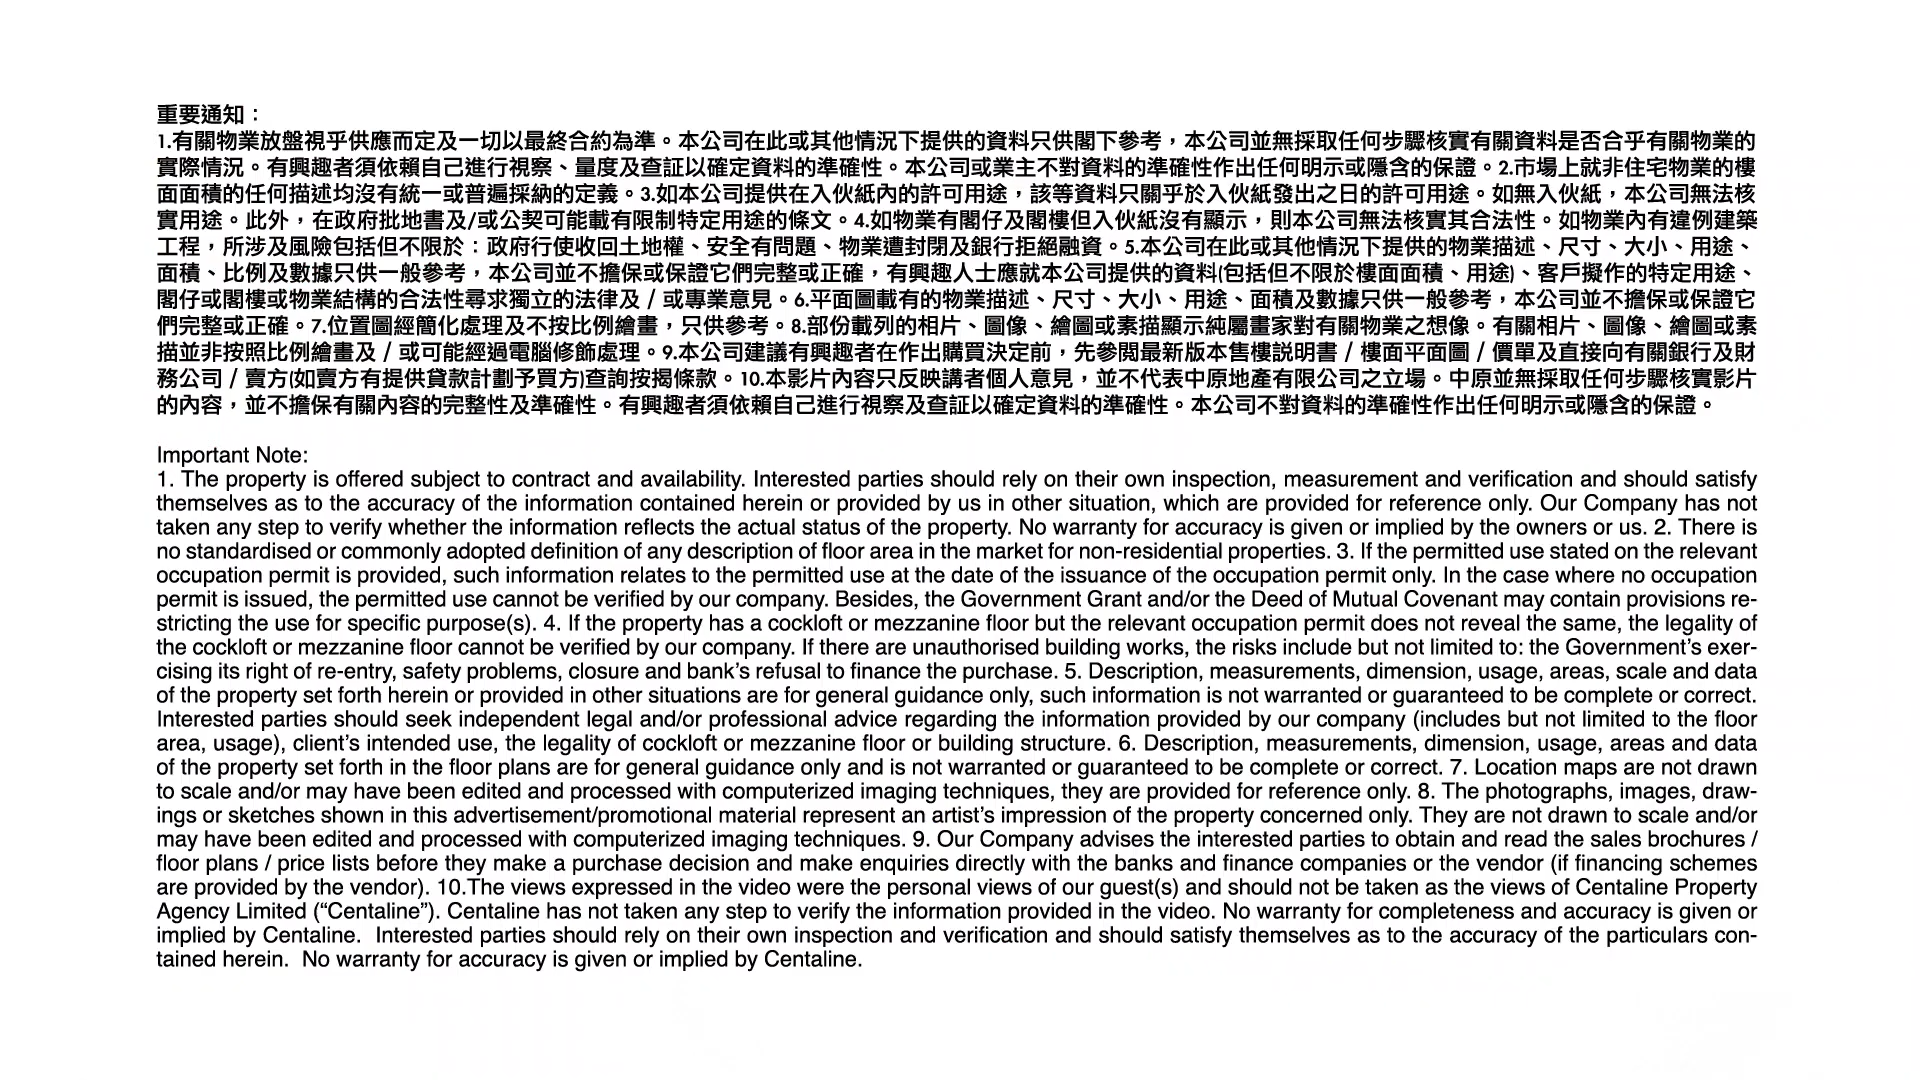 重要通知：
1.有關物業放盤視乎供應而定及一切以最終合約為準。本公司在此或其他情況下提供的資料只供閣下參考，本公司並無採取任何步驟核實有關資料是否合乎有關物業的
實際情況。有興趣者須依賴自己進行視察、量度及查証以確定資料的準確性。本公司或業主不對資料的準確性作出任何明示或隱含的保證。2.市場上就非住宅物業的樓
面面積的任何描述均沒有統一或普遍採納的定義。3.如本公司提供在入伙紙內的許可用途，該等資料只關乎於入伙紙發出之日的許可用途。如無入伙紙，本公司無法核
實用途。此外，在政府批地書及/或公契可能載有限制特定用途的條文。4.如物業有閣仔及閣樓但入伙紙沒有顯示，則本公司無法核實其合法性。如物業內有違例建築
工程，所涉及風險包括但不限於：政府行使收回土地權、安全有問題、物業遭封閉及銀行拒絕融資。5.本公司在此或其他情況下提供的物業描述、尺寸、大小、用途、
面積、比例及數據只供一般參考，本公司並不擔保或保證它們完整或正確，有興趣人士應就本公司提供的資料(包括但不限於樓面面積、用途)、客戶擬作的特定用途、
閣仔或閣樓或物業結構的合法性尋求獨立的法律及 / 或專業意見。6.平面圖載有的物業描述、尺寸、大小、用途、面積及數據只供一般參考，本公司並不擔保或保證它
們完整或正確。7.位置圖經簡化處理及不按比例繪畫，只供參考。8.部份載列的相片、圖像、繪圖或素描顯示純屬畫家對有關物業之想像。有關相片、圖像、繪圖或素
描並非按照比例繪畫及 / 或可能經過電腦修飾處理。9.本公司建議有興趣者在作出購買決定前，先參閱最新版本售樓説明書 / 樓面平面圖 / 價單及直接向有關銀行及財
務公司 / 賣方(如賣方有提供貸款計劃予買方)查詢按揭條款。10.本影片內容只反映講者個人意見，並不代表中原地產有限公司之立場。中原並無採取任何步驟核實影片
的內容，並不擔保有關內容的完整性及準確性。有興趣者須依賴自己進行視察及查証以確定資料的準確性。本公司不對資料的準確性作出任何明示或隱含的保證。
Important Note:
1. The property is offered subject to contract and availability. Interested parties should rely on their own inspection, measurement and verification and should satisfy
themselves as to the accuracy of the information contained herein or provided by us in other situation, which are provided for reference only. Our Company has not
taken any step to verify whether the information reflects the actual status of the property. No warranty for accuracy is given or implied by the owners or us. 2. There is
no standardised or commonly adopted definition of any description of floor area in the market for non-residential properties. 3. If the permitted use stated on the relevant
occupation permit is provided, such information relates to the permitted use at the date of the issuance of the occupation permit only. In the case where no occupation
permit is issued, the permitted use cannot be verified by our company. Besides, the Government Grant and/or the Deed of Mutual Covenant may contain provisions re-
stricting the use for specific purpose(s). 4. If the property has a cockloft or mezzanine floor but the relevant occupation permit does not reveal the same, the legality of
the cockloft or mezzanine floor cannot be verified by our company. If there are unauthorised building works, the risks include but not limited to: the Government’s exer-
cising its right of re-entry, safety problems, closure and bank’s refusal to finance the purchase. 5. Description, measurements, dimension, usage, areas, scale and data
of the property set forth herein or provided in other situations are for general guidance only, such information is not warranted or guaranteed to be complete or correct.
Interested parties should seek independent legal and/or professional advice regarding the information provided by our company (includes but not limited to the floor
area, usage), client’s intended use, the legality of cockloft or mezzanine floor or building structure. 6. Description, measurements, dimension, usage, areas and data
of the property set forth in the floor plans are for general guidance only and is not warranted or guaranteed to be complete or correct. 7. Location maps are not drawn
to scale and/or may have been edited and processed with computerized imaging techniques, they are provided for reference only. 8. The photographs, images, draw-
ings or sketches shown in this advertisement/promotional material represent an artist’s impression of the property concerned only. They are not drawn to scale and/or
may have been edited and processed with computerized imaging techniques. 9. Our Company advises the interested parties to obtain and read the sales brochures /
floor plans / price lists before they make a purchase decision and make enquiries directly with the banks and finance companies or the vendor (if financing schemes
are provided by the vendor). 10.The views expressed in the video were the personal views of our guest(s) and should not be taken as the views of Centaline Property
Agency Limited (“Centaline”). Centaline has not taken any step to verify the information provided in the video. No warranty for completeness and accuracy is given or
implied by Centaline.  Interested parties should rely on their own inspection and verification and should satisfy themselves as to the accuracy of the particulars con-
tained herein.  No warranty for accuracy is given or implied by Centaline.